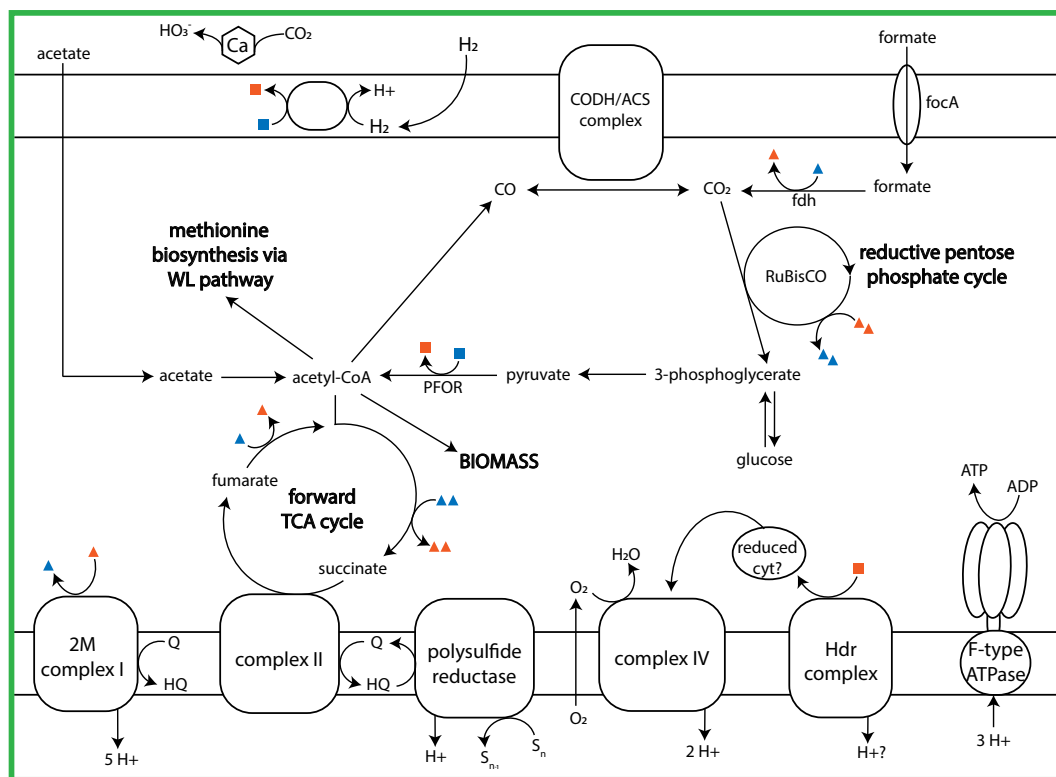 HO₃⁻
Ca
CO₂
acetate
H₂
formate
H+
H₂
CODH/ACS
complex
focA
CO
CO₂
fdh
formate
methionine
biosynthesis via
WL pathway
RuBisCO
reductive pentose
phosphate cycle
acetate
acetyl-CoA
PFOR
pyruvate
3-phosphoglycerate
glucose
BIOMASS
fumarate
forward
TCA cycle
succinate
ATP
ADP
H₂O
O₂
reduced
cyt?
2M
complex I
Q
HQ
complex II
Q
HQ
polysulfide
reductase
complex IV
Hdr
complex
F-type
ATPase
O₂
5 H+
H+
Sₙ₋₁
Sₙ
2 H+
H+?
3 H+